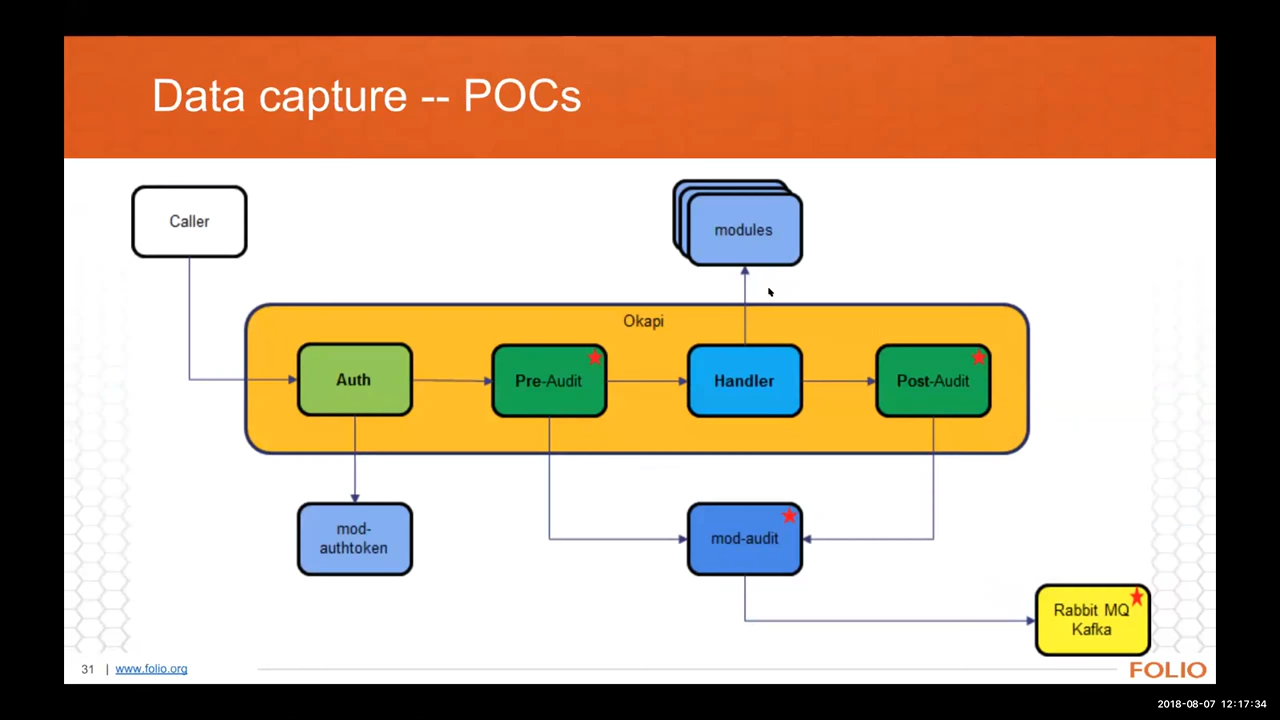 Data capture -- POCs
Caller
modules
Okapi
Auth
Pre-Audit
Handler
Post-Audit
mod-
authtoken
mod-audit
Rabbit MQ
Kafka
31 | www.folio.org
FOLIO
2018-08-07 12:17:34